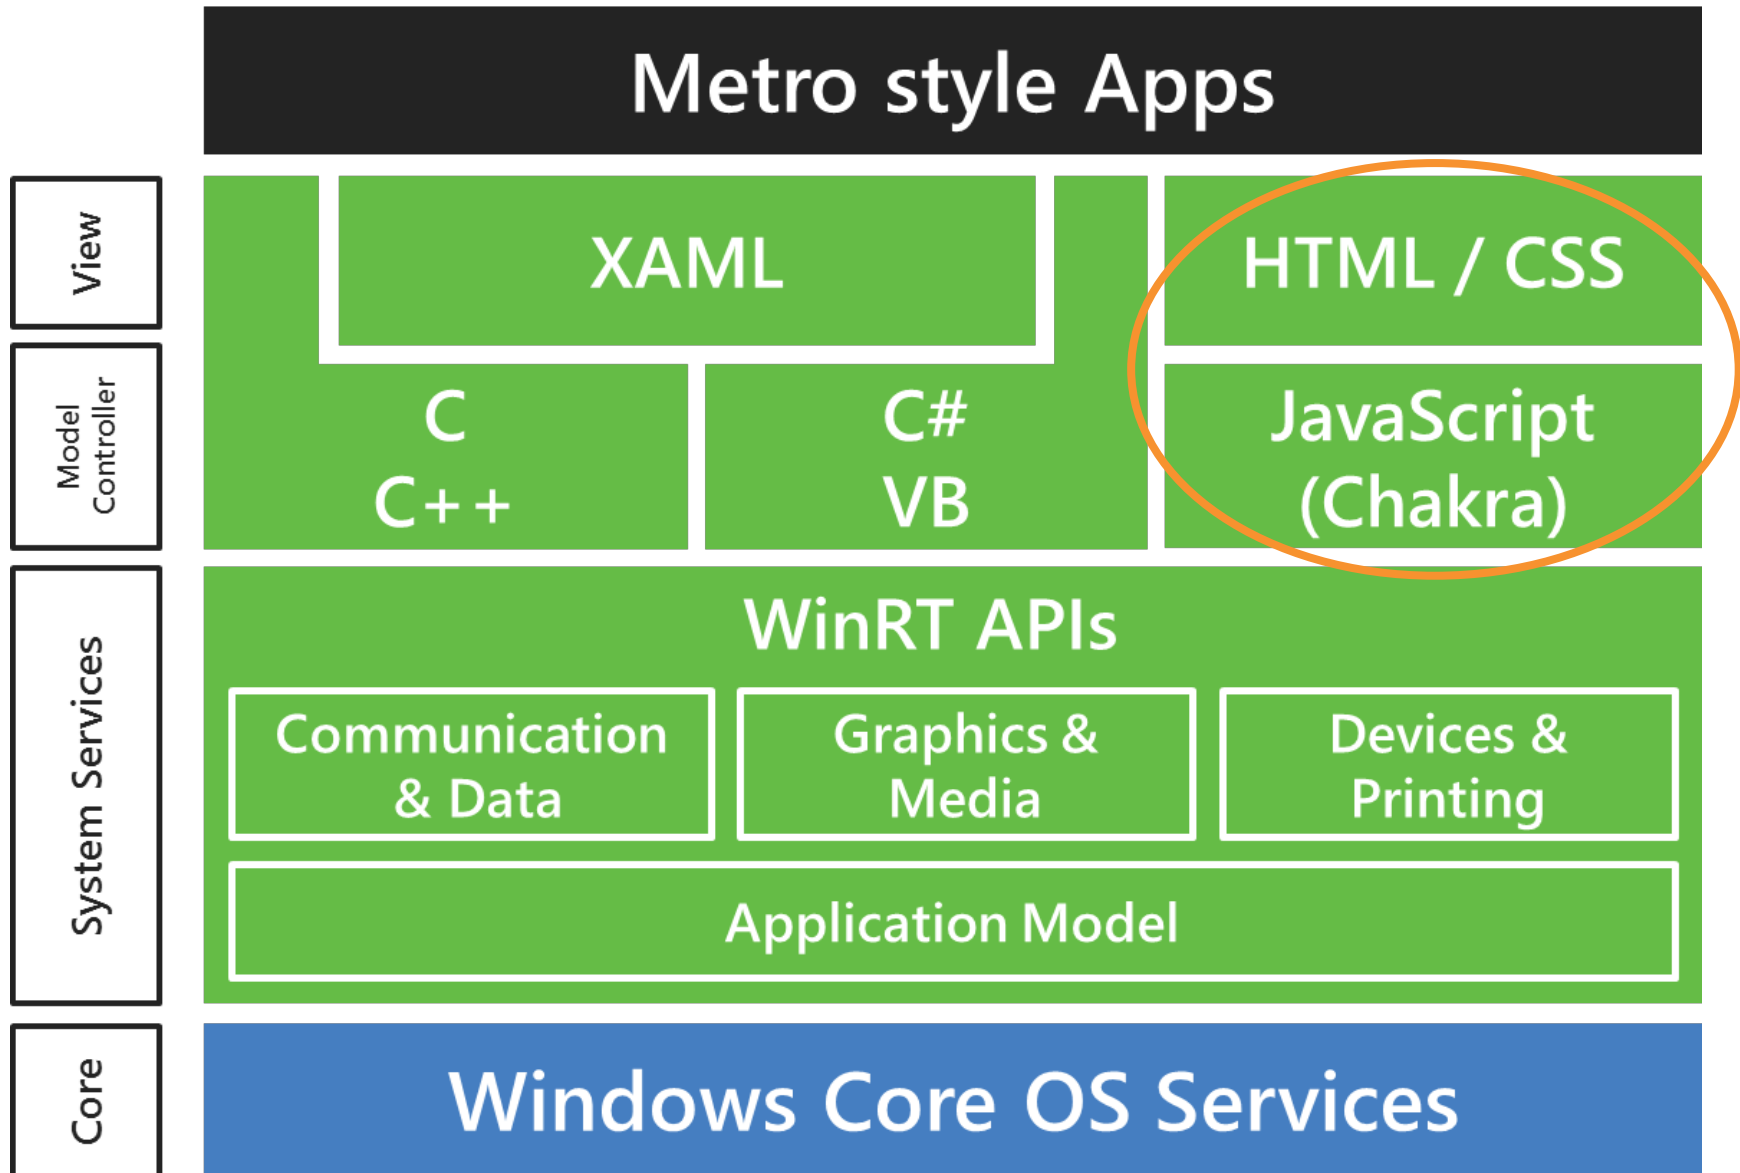 Metro style Apps
View
XAML
HTML / CSS
Model
Controller
C
C++
C#
VB
JavaScript
(Chakra)
System Services
WinRT APIs
Communication
& Data
Graphics &
Media
Devices &
Printing
Application Model
Core
Windows Core OS Services